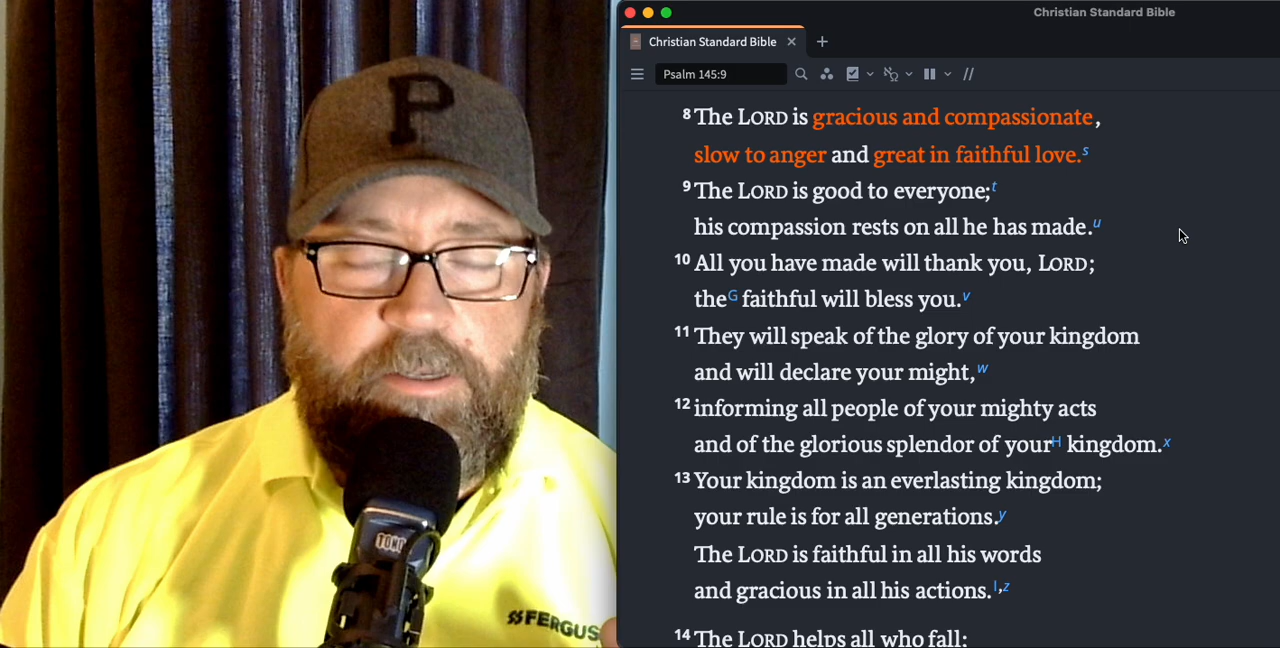 P
TONO
FERGUS
Christian Standard Bible
Christian Standard Bible
Psalm 145:9
8 The LORD is gracious and compassionate,
slow to anger and great in faithful love.s
9 The LORD is good to everyone;t
his compassion rests on all he has made.u
10 All you have made will thank you, LORD;
theG faithful will bless you.v
11 They will speak of the glory of your kingdom
and will declare your might,w
12 informing all people of your mighty acts
and of the glorious splendor of yourH kingdom.x
13 Your kingdom is an everlasting kingdom;
your rule is for all generations.y
The LORD is faithful in all his words
and gracious in all his actions.I,z
14 The LORD helps all who fall;